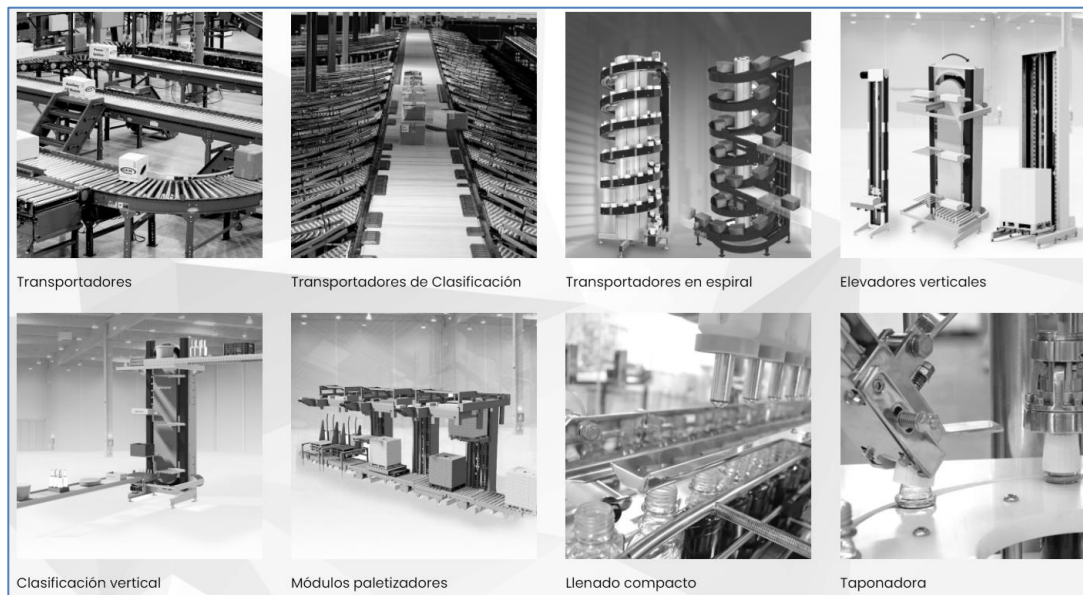 Transportadores
Transportadores de Clasificación
Transportadores en espiral
Elevadores verticales
Clasificación vertical
Módulos paletizadores
Llenado compacto
Taponadora